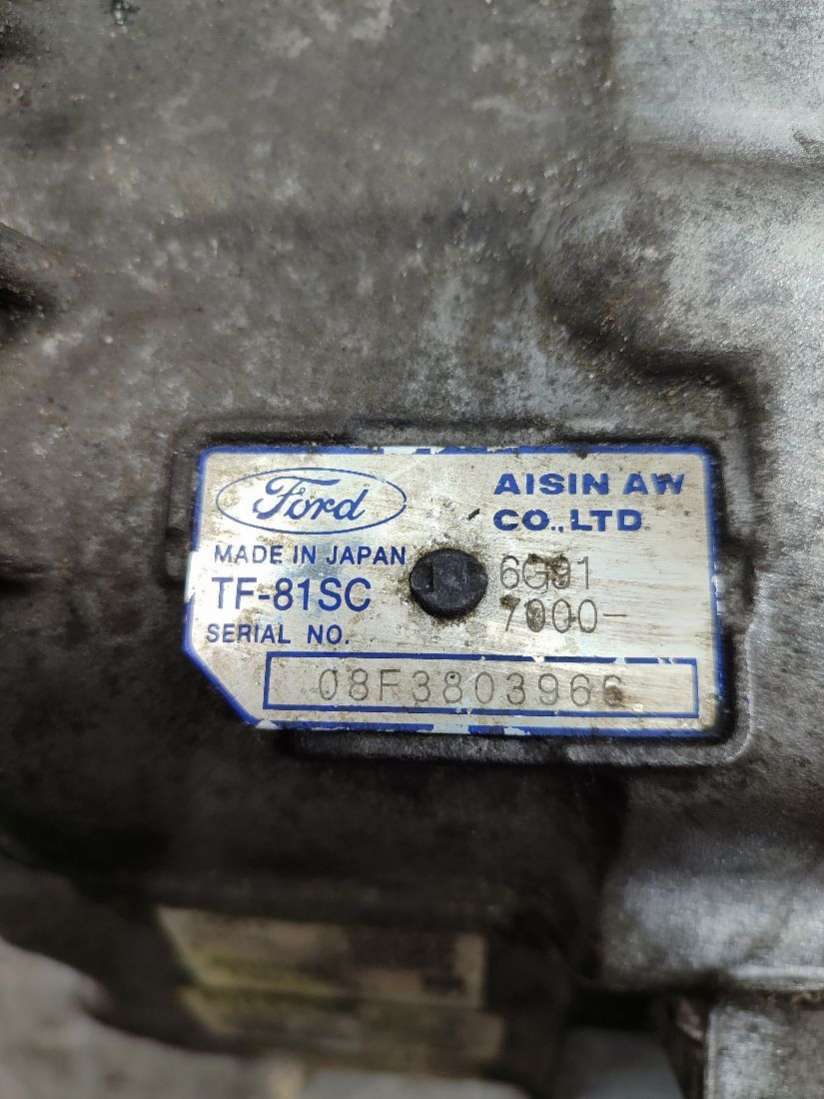 Ford
AISIN AW
CO., LTD.
MADE IN JAPAN
TF-81SC
6G91
7000-
SERIAL NO.
08F3803966